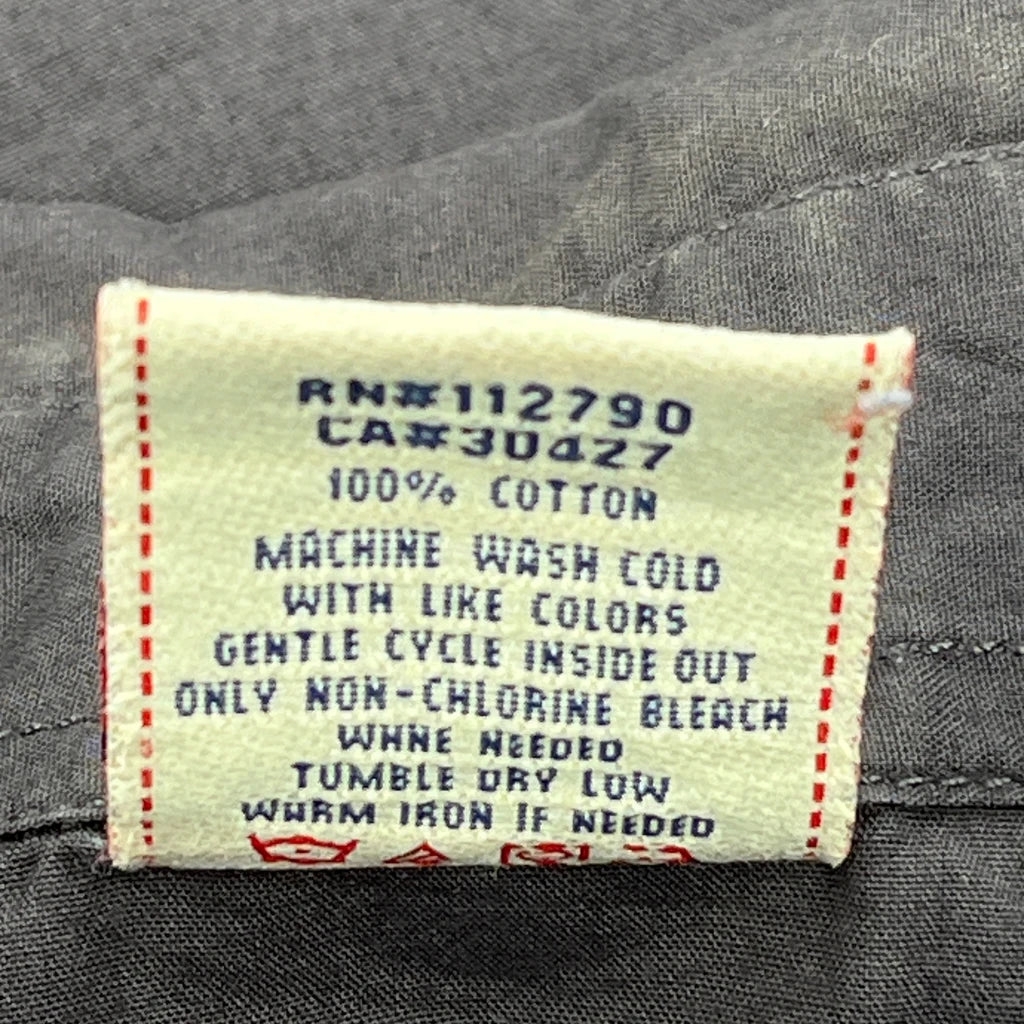 RN#112790
CA#30427
100% COTTON
MACHINE WASH COLD
WITH LIKE COLORS
GENTLE CYCLE INSIDE OUT
ONLY NON-CHLORINE BLEACH
WHNE NEEDED
TUMBLE DRY LOW
WARM IRON IF NEEDED